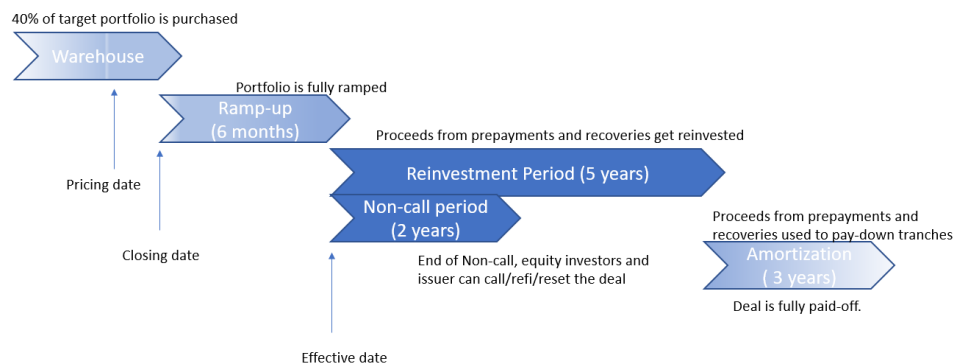 40% of target portfolio is purchased
Warehouse
Portfolio is fully ramped
Ramp-up
(6 months)
Proceeds from prepayments and recoveries get reinvested
Reinvestment Period (5 years)
Pricing date
Non-call period
(2 years)
Proceeds from prepayments and
recoveries used to pay-down tranches
Closing date
Amortization
( 3 years)
End of Non-call, equity investors and
issuer can call/refi/reset the deal
Deal is fully paid-off.
Effective date